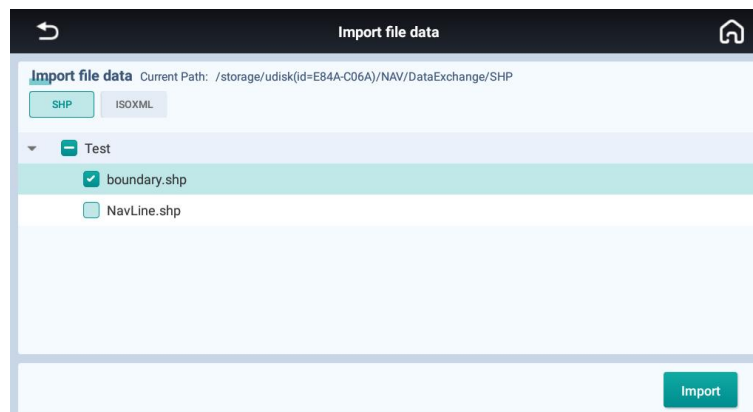 Import file data
Import file data Current Path: /storage/udisk(id=E84A-C06A)/NAV/DataExchange/SHP
SHP ISOXML
Test
boundary.shp
NavLine.shp
Import